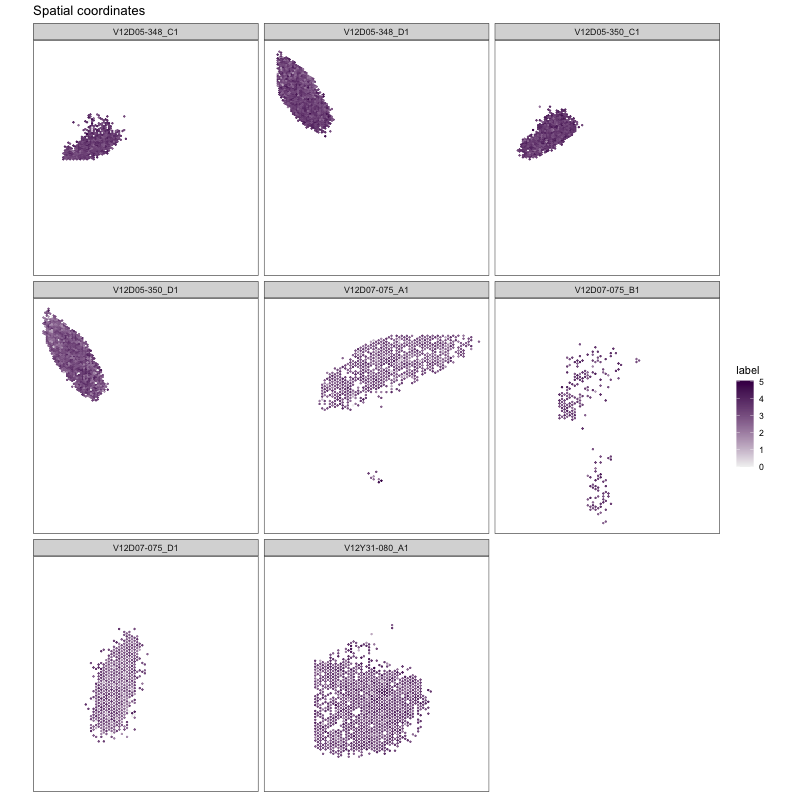 Spatial coordinates
V12D05-348_C1
V12D05-348_D1
V12D05-350_C1
V12D05-350_D1
V12D07-075_A1
V12D07-075_B1
label
5
4
3
2
1
0
V12D07-075_D1
V12Y31-080_A1